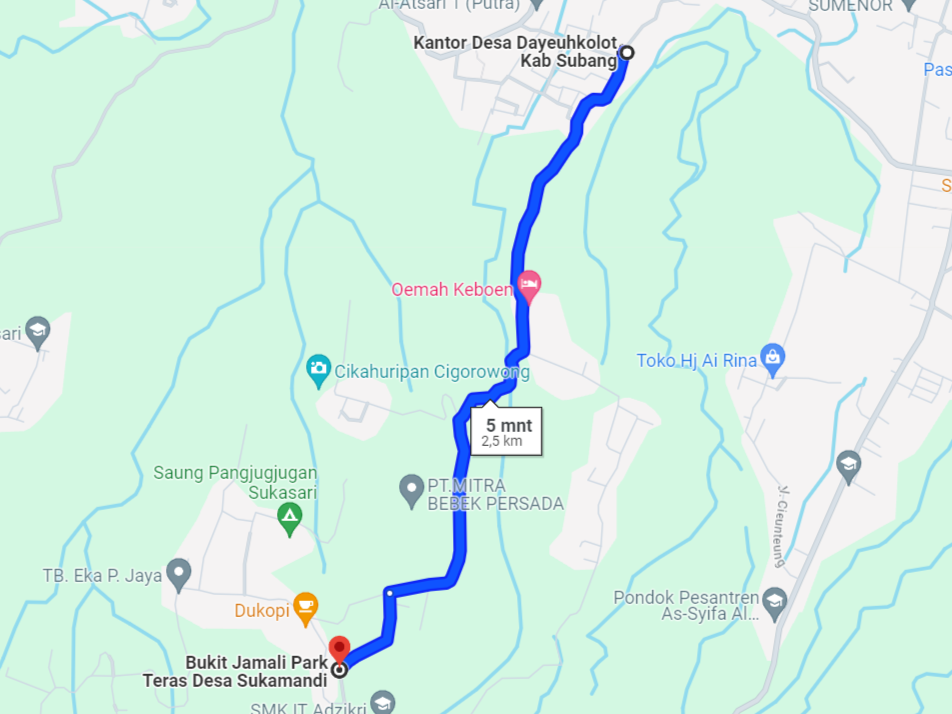 Al-Atsari 1 (Putra)
SUMENOR
Kantor Desa Dayeuhkolot
Kab Subang
Pas
S
Oemah Keboen
sari
Cikahuripan Cigorowong
Toko Hj Ai Rina
5 mnt
2,5 km
Saung Pangjugjugan
Sukasari
PT.MITRA
BEBEK PERSADA
Jl. Cieunteung
TB. Eka P. Jaya
Dukopi
Pondok Pesantren
As-Syifa Al...
Bukit Jamali Park
Teras Desa Sukamandi
SMK IT Adzikri